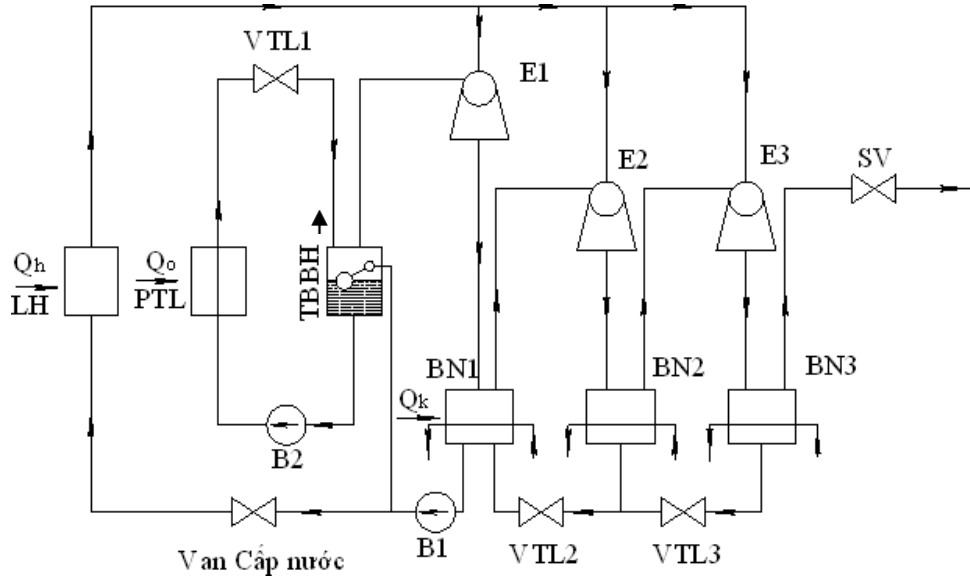 VTL1
E1
E2
E3
SV
Qh
LH
Qo
PTL
TBBH
BN1
BN2
BN3
Qk
B2
B1
VTL2
VTL3
Van Cấp nước